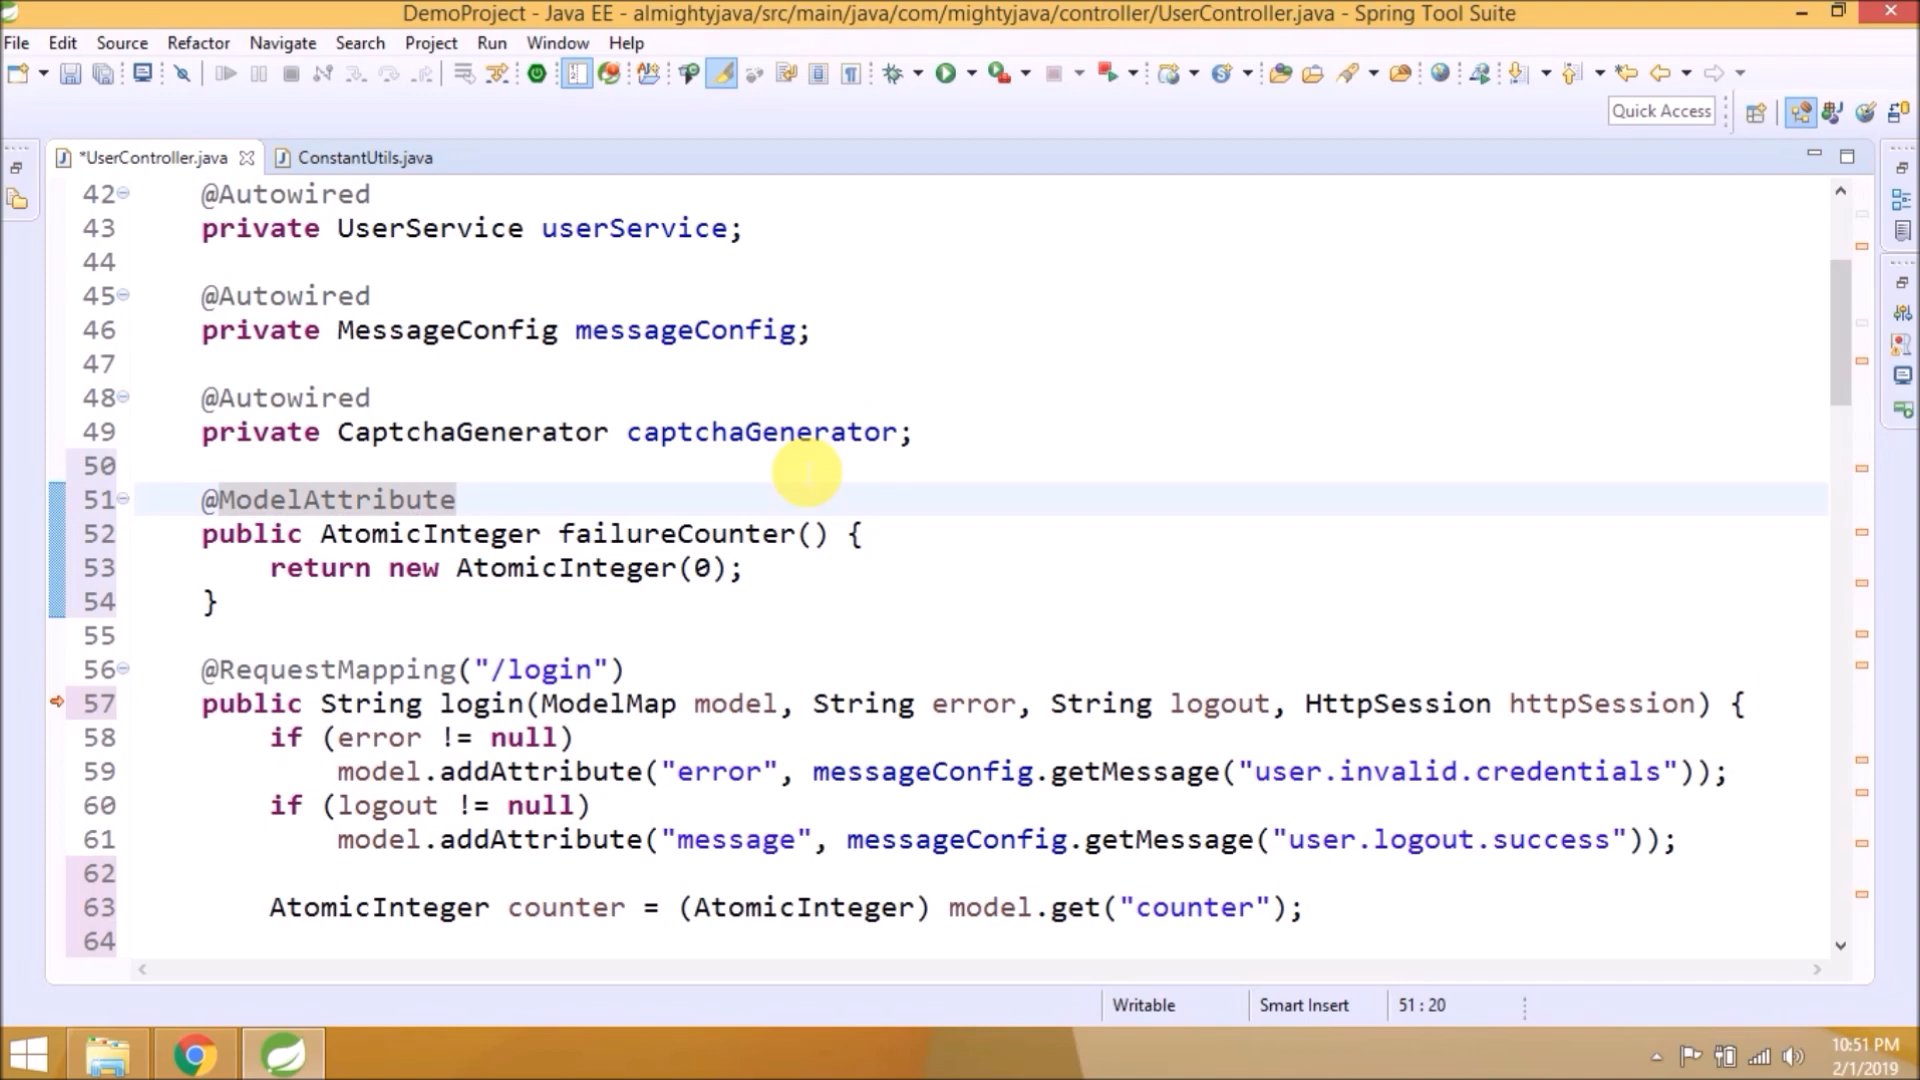 DemoProject - Java EE - almightyjava/src/main/java/com/mightyjava/controller/UserController.java - Spring Tool Suite
File Edit Source Refactor Navigate Search Project Run Window Help
Quick Access
*UserController.java ConstantUtils.java
42 @Autowired
43 private UserService userService;
44
45 @Autowired
46 private MessageConfig messageConfig;
47
48 @Autowired
49 private CaptchaGenerator captchaGenerator;
50
51 @ModelAttribute
52 public AtomicInteger failureCounter() {
53 return new AtomicInteger(0);
54 }
55
56 @RequestMapping("/login")
57 public String login(ModelMap model, String error, String logout, HttpSession httpSession) {
58 if (error != null)
59 model.addAttribute("error", messageConfig.getMessage("user.invalid.credentials"));
60 if (logout != null)
61 model.addAttribute("message", messageConfig.getMessage("user.logout.success"));
62
63 AtomicInteger counter = (AtomicInteger) model.get("counter");
64
Writable Smart Insert 51 : 20
10:51 PM
2/1/2019